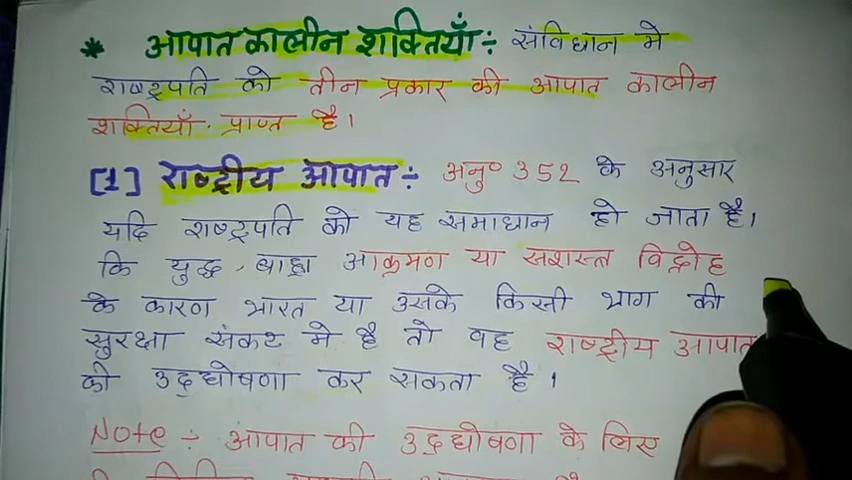 * आपात कालीन शक्तियाँ ÷ संविधान मे
राष्ट्रपति को तीन प्रकार की आपात कालीन
शक्तियाँ प्राप्त है।
[1] राष्ट्रीय आपात ÷ अनु० 352 के अनुसार
यदि राष्ट्रपति को यह समाधान हो जाता है।
कि युद्ध, बाह्य आक्रमण या सशस्त विद्रोह
के कारण भारत या उसके किसी भाग की
सुरक्षा संकट मे है तो वह राष्ट्रीय आपात
की उद्घोषणा कर सकता है।
Note ÷ आपात की उद्घोषणा के लिए